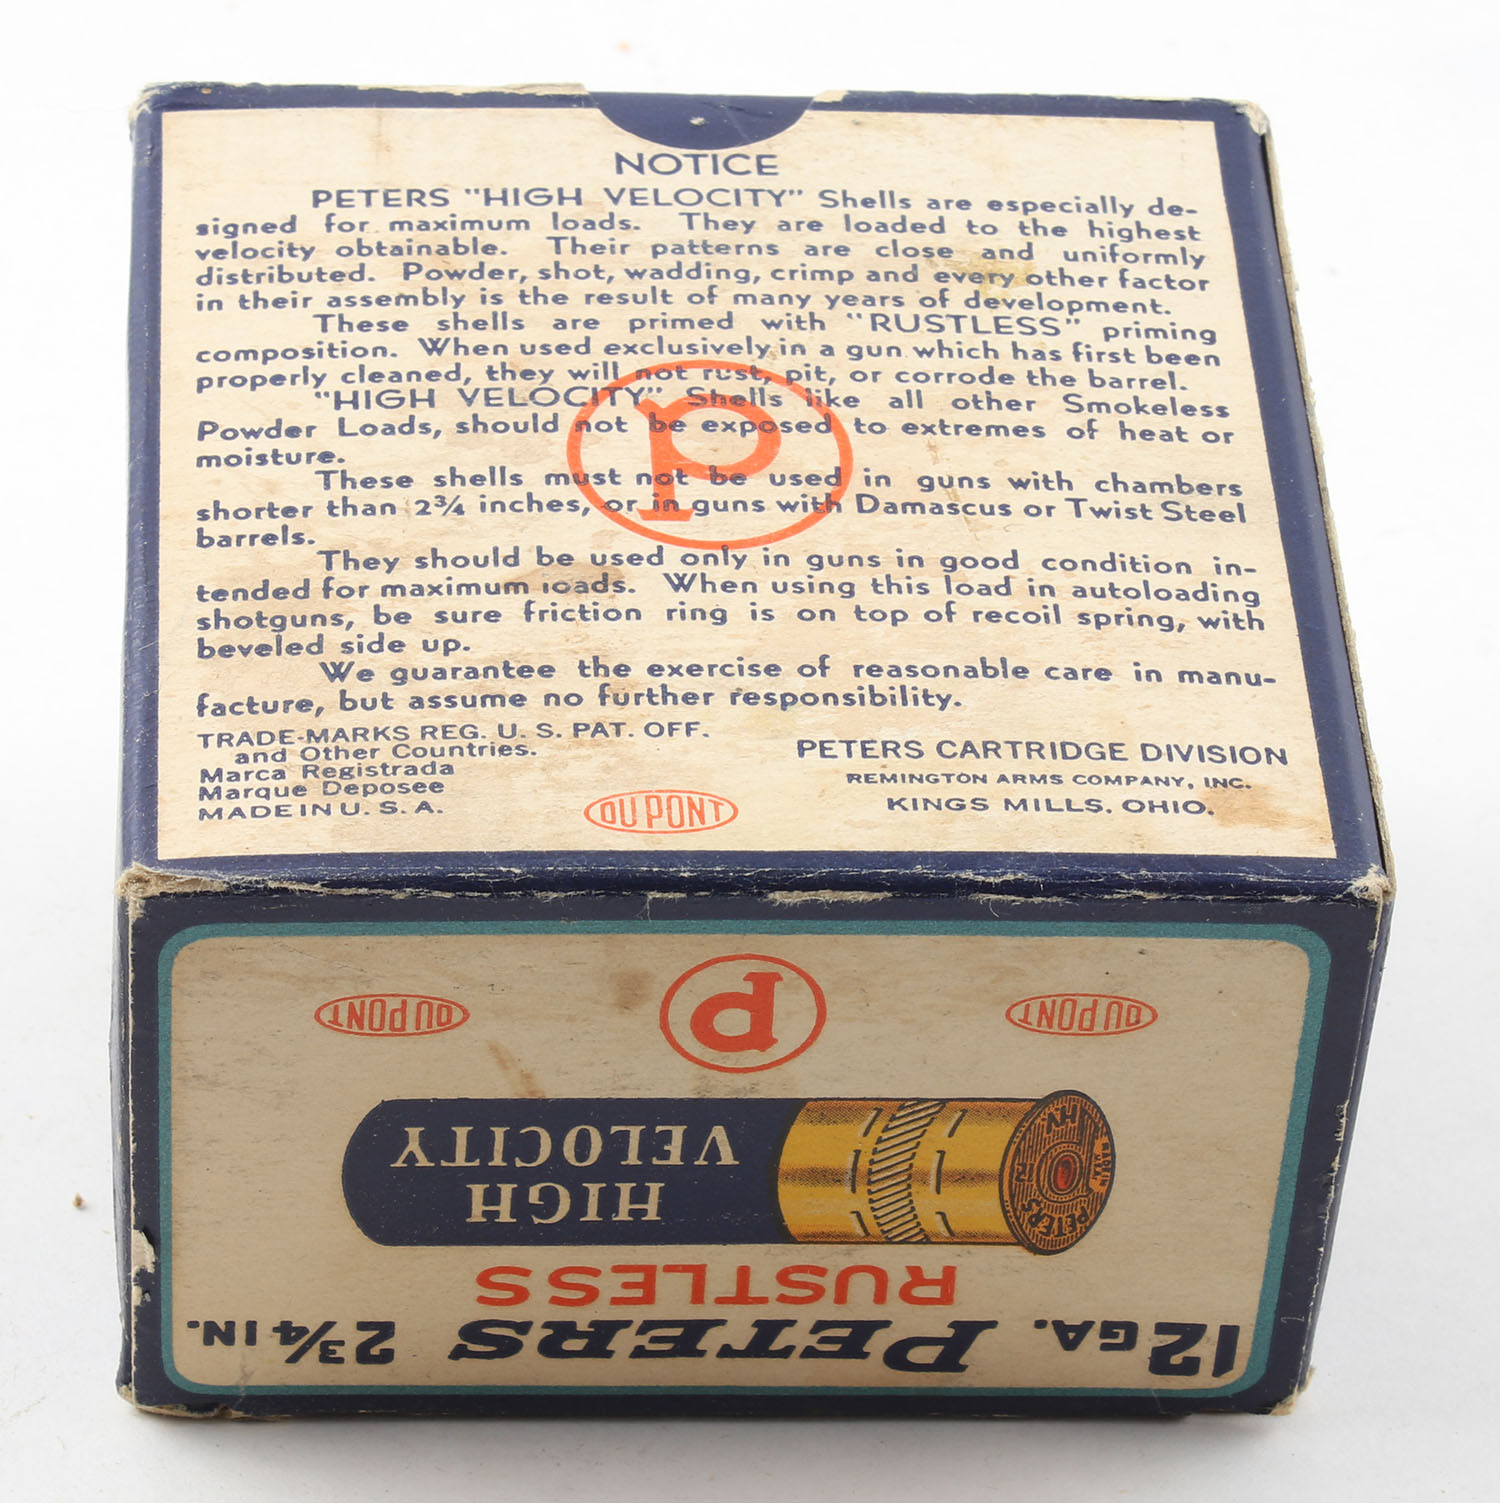 NOTICE
PETERS "HIGH VELOCITY" Shells are especially de-
signed for maximum loads. They are loaded to the highest
velocity obtainable. Their patterns are close and uniformly
distributed. Powder, shot, wadding, crimp and every other factor
in their assembly is the result of many years of development.
These shells are primed with "RUSTLESS" priming
composition. When used exclusively in a gun which has first been
properly cleaned, they will not rust, pit, or corrode the barrel.
"HIGH VELOCITY" Shells like all other Smokeless
Powder Loads, should not be exposed to extremes of heat or
moisture.
These shells must not be used in guns with chambers
shorter than 2¾ inches, or in guns with Damascus or Twist Steel
barrels.
They should be used only in guns in good condition in-
tended for maximum loads. When using this load in autoloading
shotguns, be sure friction ring is on top of recoil spring, with
beveled side up.
We guarantee the exercise of reasonable care in manu-
facture, but assume no further responsibility.
P
TRADE-MARKS REG. U. S. PAT. OFF.
and Other Countries.
Marca Registrada
Marque Deposee
MADE IN U. S. A.
DU PONT
PETERS CARTRIDGE DIVISION
REMINGTON ARMS COMPANY, INC.
KINGS MILLS, OHIO.
12 GA. PETERS 2¾ IN.
RUSTLESS
HIGH
VELOCITY
PETERS
HV
DU PONT
P
DU PONT